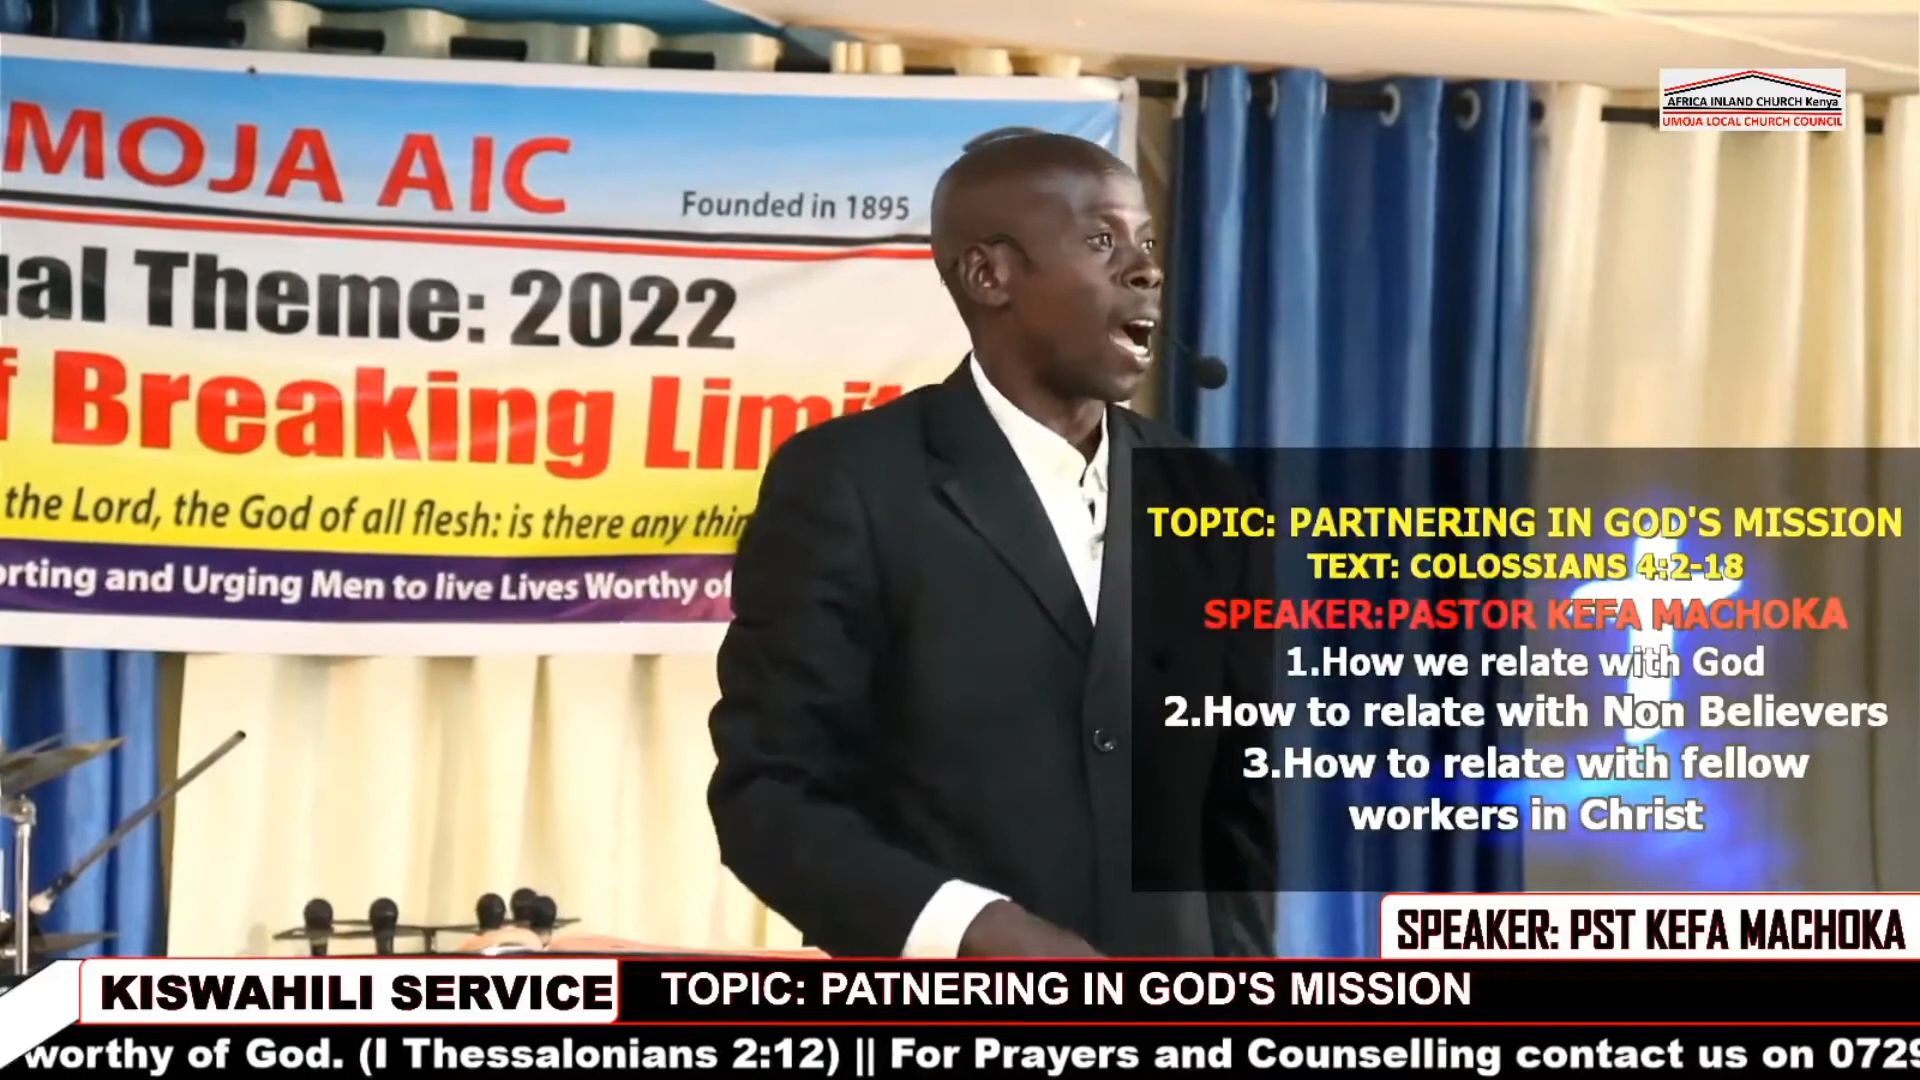 MOJA AIC
Founded in 1895
Theme: 2022
Breaking
the Lord, the God of all flesh: is there any
and Urging Men to live Lives Worthy of
AFRICA INLAND CHURCH Kenya
UMOJA LOCAL CHURCH COUNCIL
TOPIC: PARTNERING IN GOD'S MISSION
TEXT: COLOSSIANS 4:2-18
SPEAKER:PASTOR KEFA MACHOKA
1.How we relate with God
2.How to relate with Non Believers
3.How to relate with fellow
workers in Christ
SPEAKER: PST KEFA MACHOKA
KISWAHILI SERVICE
TOPIC: PATNERING IN GOD'S MISSION
worthy of God. (I Thessalonians 2:12) || For Prayers and Counselling contact us on 0729